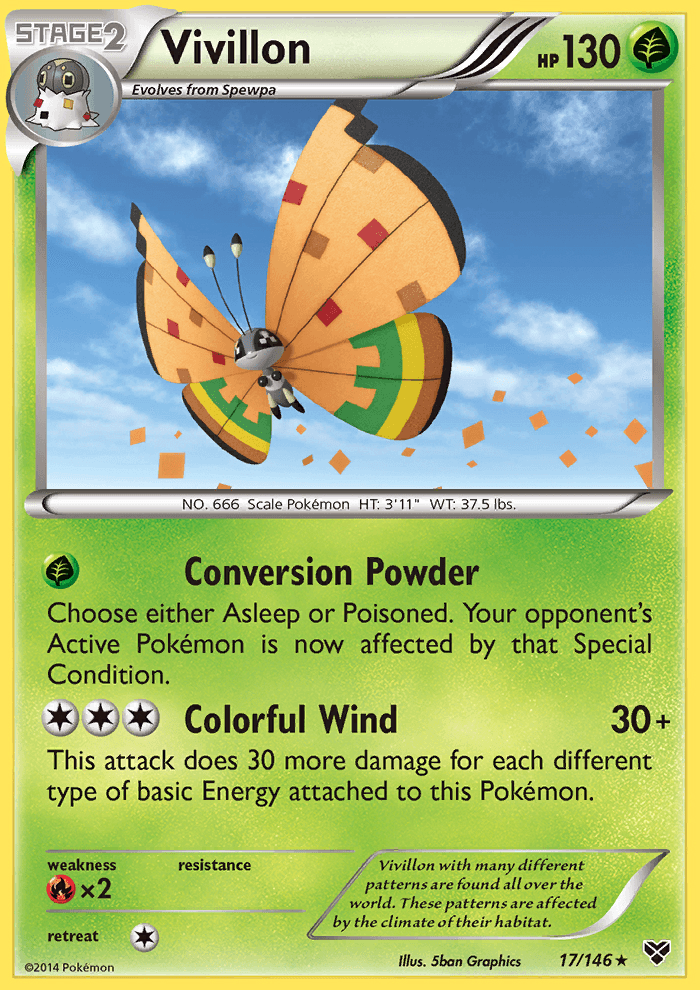 STAGE2
Vivillon
HP130
Evolves from Spewpa
NO. 666 Scale Pokémon HT: 3'11" WT: 37.5 lbs.
Conversion Powder
Choose either Asleep or Poisoned. Your opponent's
Active Pokémon is now affected by that Special
Condition.
Colorful Wind 30+
This attack does 30 more damage for each different
type of basic Energy attached to this Pokémon.
weakness resistance
×2
retreat
Vivillon with many different
patterns are found all over the
world. These patterns are affected
by the climate of their habitat.
©2014 Pokémon Illus. 5ban Graphics 17/146★